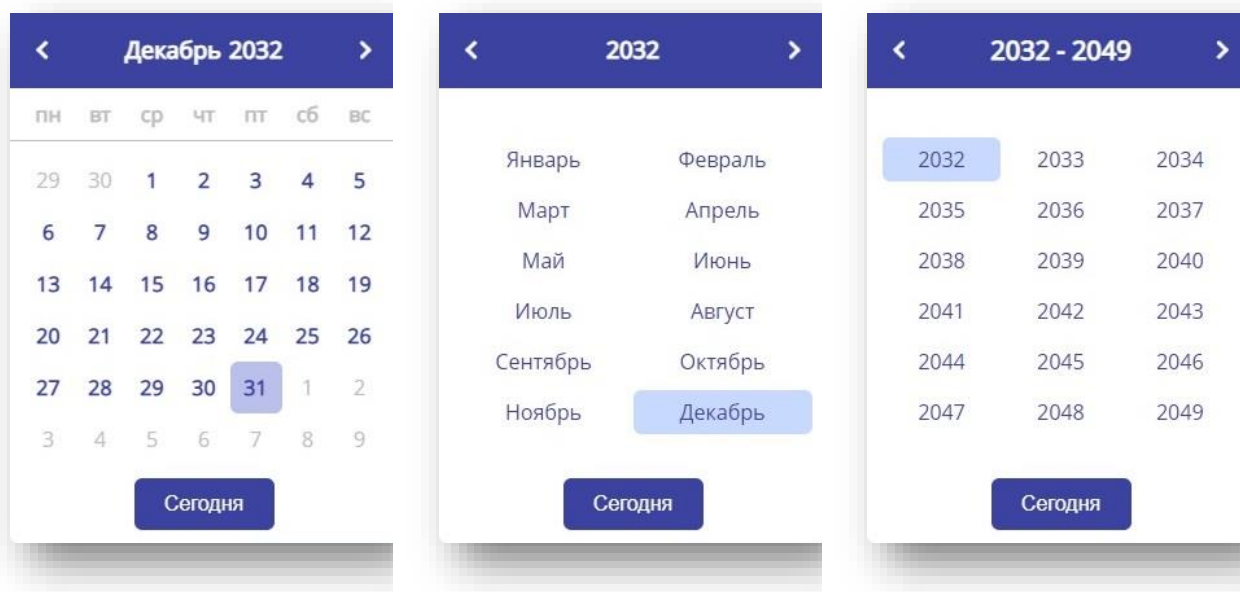 Декабрь 2032
пн вт ср чт пт сб вс
29 30 1 2 3 4 5
6 7 8 9 10 11 12
13 14 15 16 17 18 19
20 21 22 23 24 25 26
27 28 29 30 31 1 2
3 4 5 6 7 8 9
Сегодня
2032
Январь Февраль
Март Апрель
Май Июнь
Июль Август
Сентябрь Октябрь
Ноябрь Декабрь
Сегодня
2032 - 2049
2032 2033 2034
2035 2036 2037
2038 2039 2040
2041 2042 2043
2044 2045 2046
2047 2048 2049
Сегодня